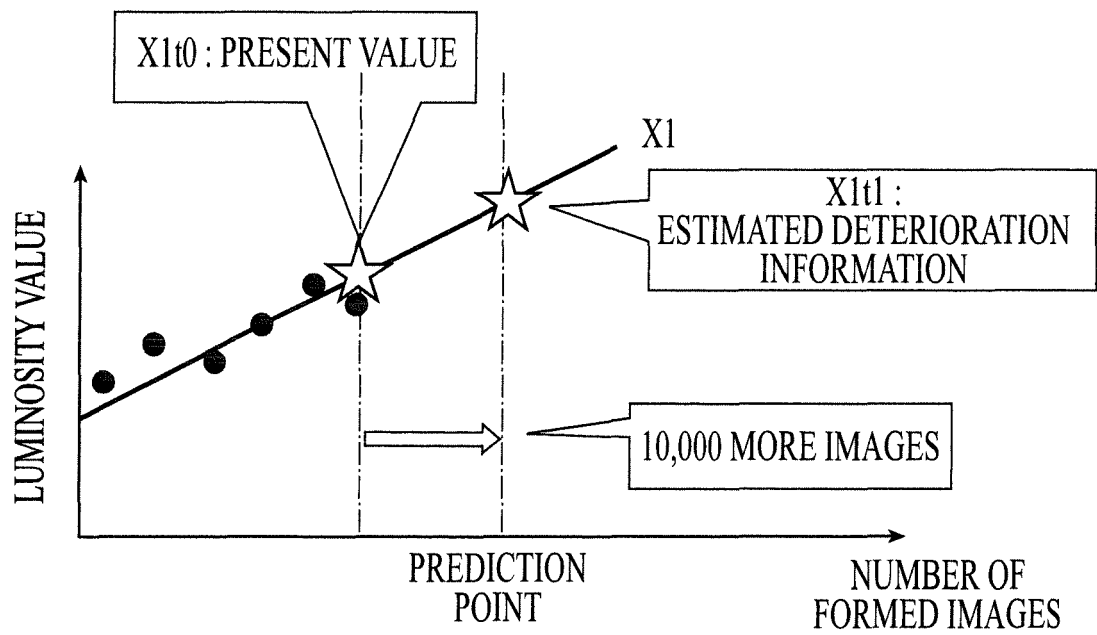 X1t0 : PRESENT VALUE
X1
X1t1 :
ESTIMATED DETERIORATION
INFORMATION
LUMINOSITY VALUE
10,000 MORE IMAGES
PREDICTION
POINT
NUMBER OF
FORMED IMAGES